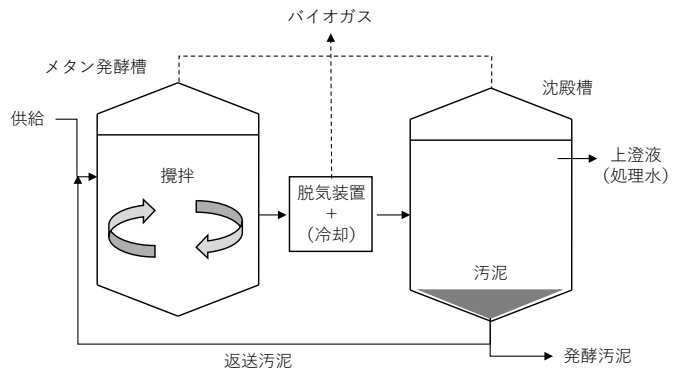 バイオガス
メタン発酵槽
沈殿槽
供給
上澄液
（処理水）
攪拌
脱気装置
+
（冷却）
汚泥
返送汚泥
発酵汚泥